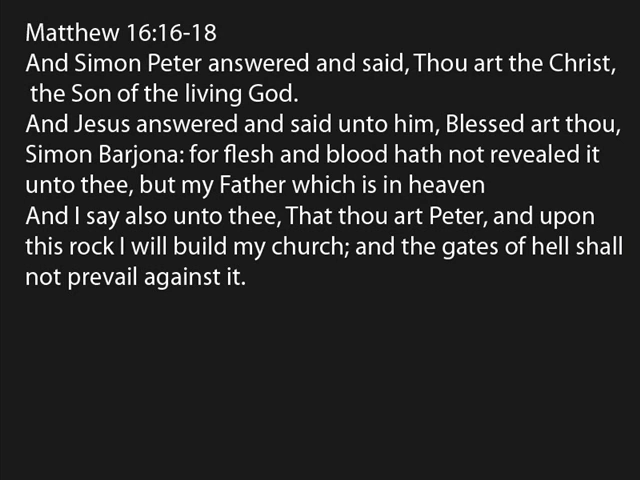 Matthew 16:16-18
And Simon Peter answered and said, Thou art the Christ,
the Son of the living God.
And Jesus answered and said unto him, Blessed art thou,
Simon Barjona: for flesh and blood hath not revealed it
unto thee, but my Father which is in heaven
And I say also unto thee, That thou art Peter, and upon
this rock I will build my church; and the gates of hell shall
not prevail against it.